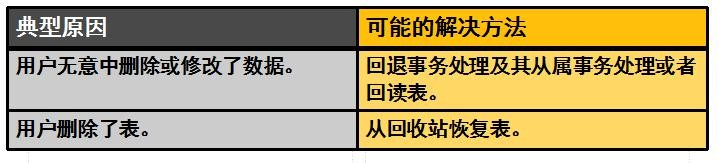 典型原因
可能的解决方法
用户无意中删除或修改了数据。
回退事务处理及其从属事务处理或者
回读表。
用户删除了表。
从回收站恢复表。